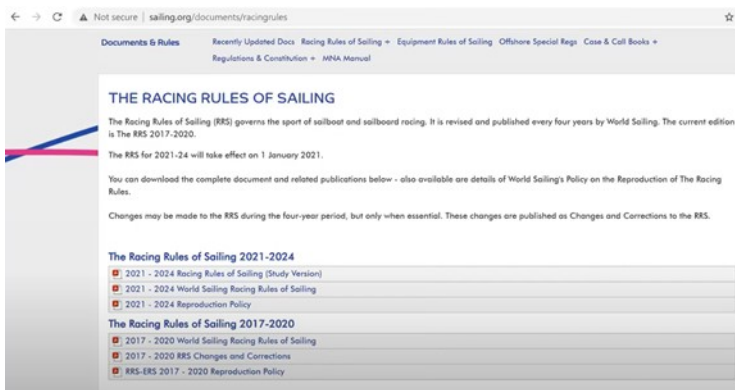 Not secure | sailing.org/documents/racingrules
Documents & Rules
Recently Updated Docs Racing Rules of Sailing + Equipment Rules of Sailing Offshore Special Regs Case & Call Books +
Regulations & Constitution + MNA Manual
THE RACING RULES OF SAILING
The Racing Rules of Sailing (RRS) governs the sport of sailboat and sailboard racing. It is revised and published every four years by World Sailing. The current edition
is The RRS 2017-2020.
The RRS for 2021-24 will take effect on 1 January 2021.
You can download the complete document and related publications below - also available are details of World Sailing's Policy on the Reproduction of The Racing
Rules.
Changes may be made to the RRS during the four-year period, but only when essential. These changes are published as Changes and Corrections to the RRS.
The Racing Rules of Sailing 2021-2024
2021 - 2024 Racing Rules of Sailing (Study Version)
2021 - 2024 World Sailing Racing Rules of Sailing
2021 - 2024 Reproduction Policy
The Racing Rules of Sailing 2017-2020
2017 - 2020 World Sailing Racing Rules of Sailing
2017 - 2020 RRS Changes and Corrections
RRS-ERS 2017 - 2020 Reproduction Policy